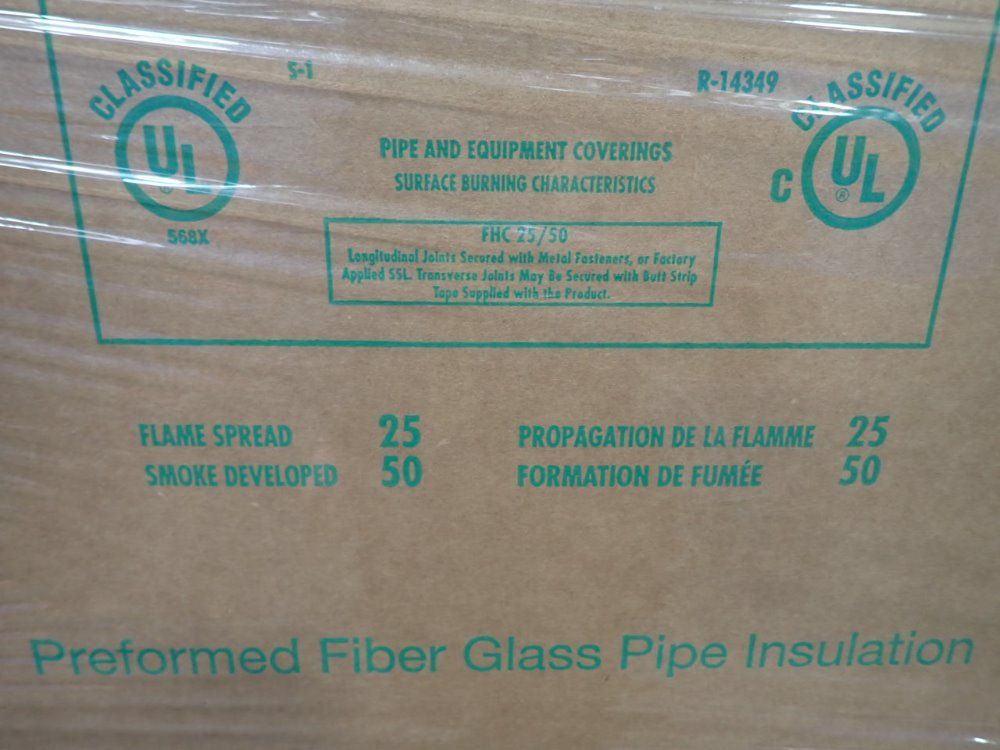 CLASSIFIED
UL
®
568X
S-1
R-14349
CLASSIFIED
C UL
®
PIPE AND EQUIPMENT COVERINGS
SURFACE BURNING CHARACTERISTICS
FHC 25/50
Longitudinal Joints Secured with Metal Fasteners, or Factory
Applied SSL. Transverse Joints May Be Secured with Butt Strip
Tape Supplied with the Product.
FLAME SPREAD 25
SMOKE DEVELOPED 50
PROPAGATION DE LA FLAMME 25
FORMATION DE FUMÉE 50
Preformed Fiber Glass Pipe Insulation